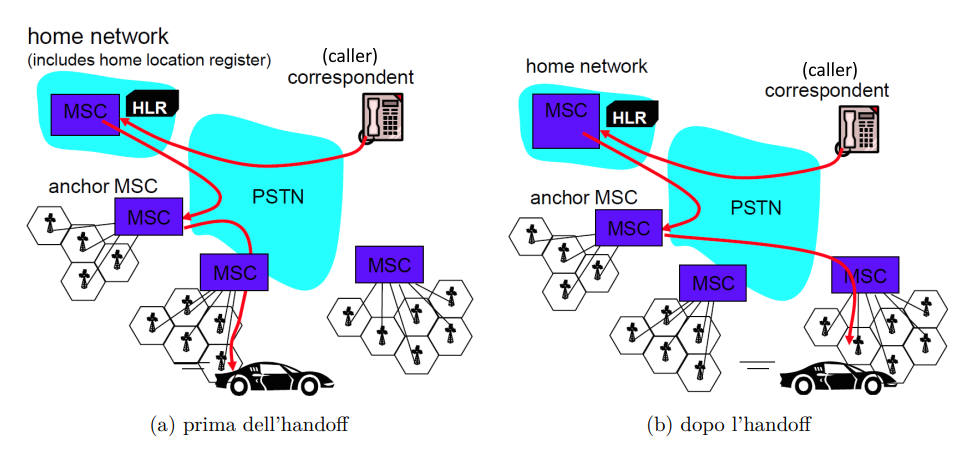 home network
(includes home location register)
(caller)
correspondent
MSC
HLR
PSTN
anchor MSC
MSC
MSC
MSC
(a) prima dell'handoff
home network
(caller)
correspondent
MSC
HLR
PSTN
anchor MSC
MSC
MSC
MSC
(b) dopo l'handoff